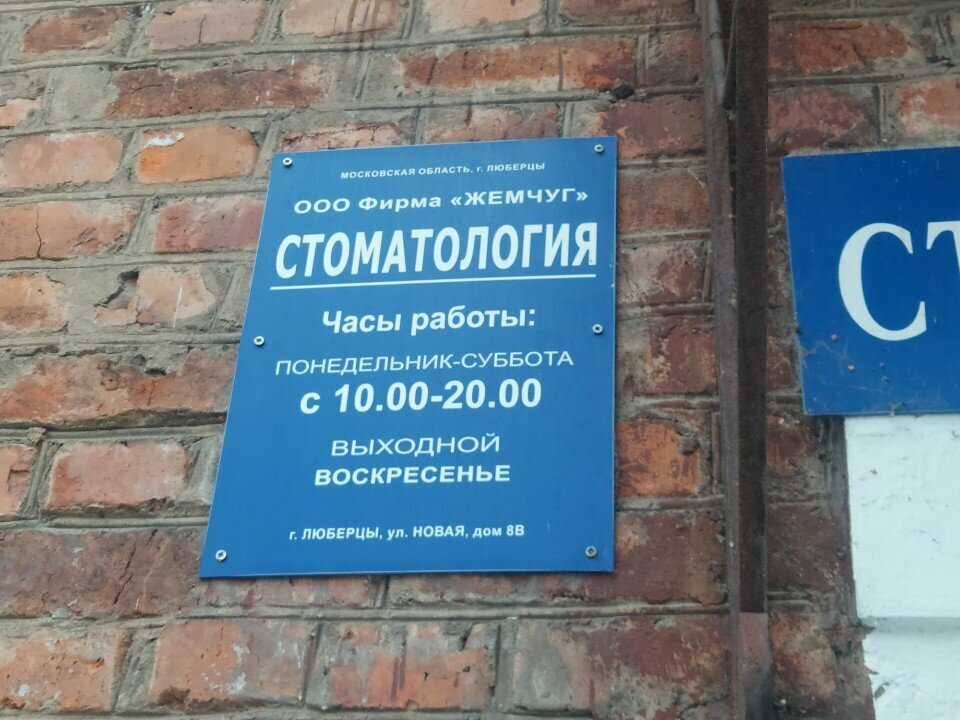 МОСКОВСКАЯ ОБЛАСТЬ, г. ЛЮБЕРЦЫ
ООО Фирма «ЖЕМЧУГ»
СТОМАТОЛОГИЯ
Часы работы:
ПОНЕДЕЛЬНИК-СУББОТА
с 10.00-20.00
ВЫХОДНОЙ
ВОСКРЕСЕНЬЕ
г. ЛЮБЕРЦЫ, ул. НОВАЯ, дом 8В
СТ